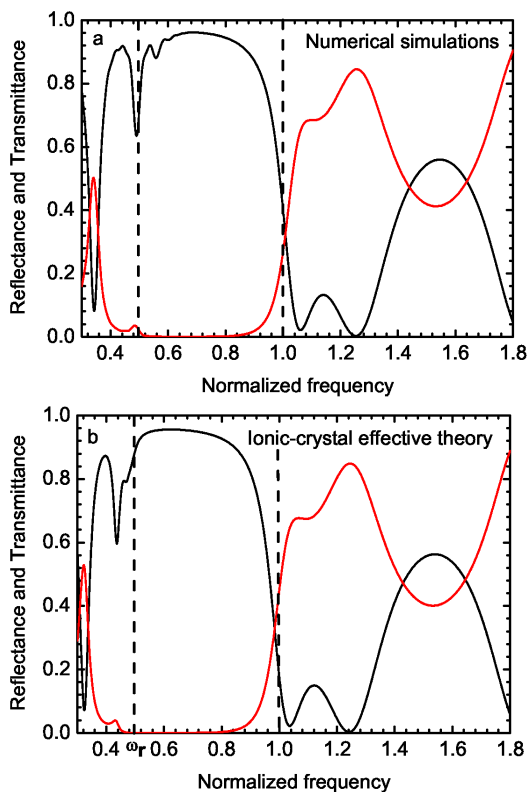 a
Numerical simulations
Reflectance and Transmittance
1.0
0.8
0.6
0.4
0.2
0.0
0.4 0.6 0.8 1.0 1.2 1.4 1.6 1.8
Normalized frequency
b
Ionic-crystal effective theory
Reflectance and Transmittance
1.0
0.8
0.6
0.4
0.2
0.0
0.4 ωr 0.6 0.8 1.0 1.2 1.4 1.6 1.8
Normalized frequency